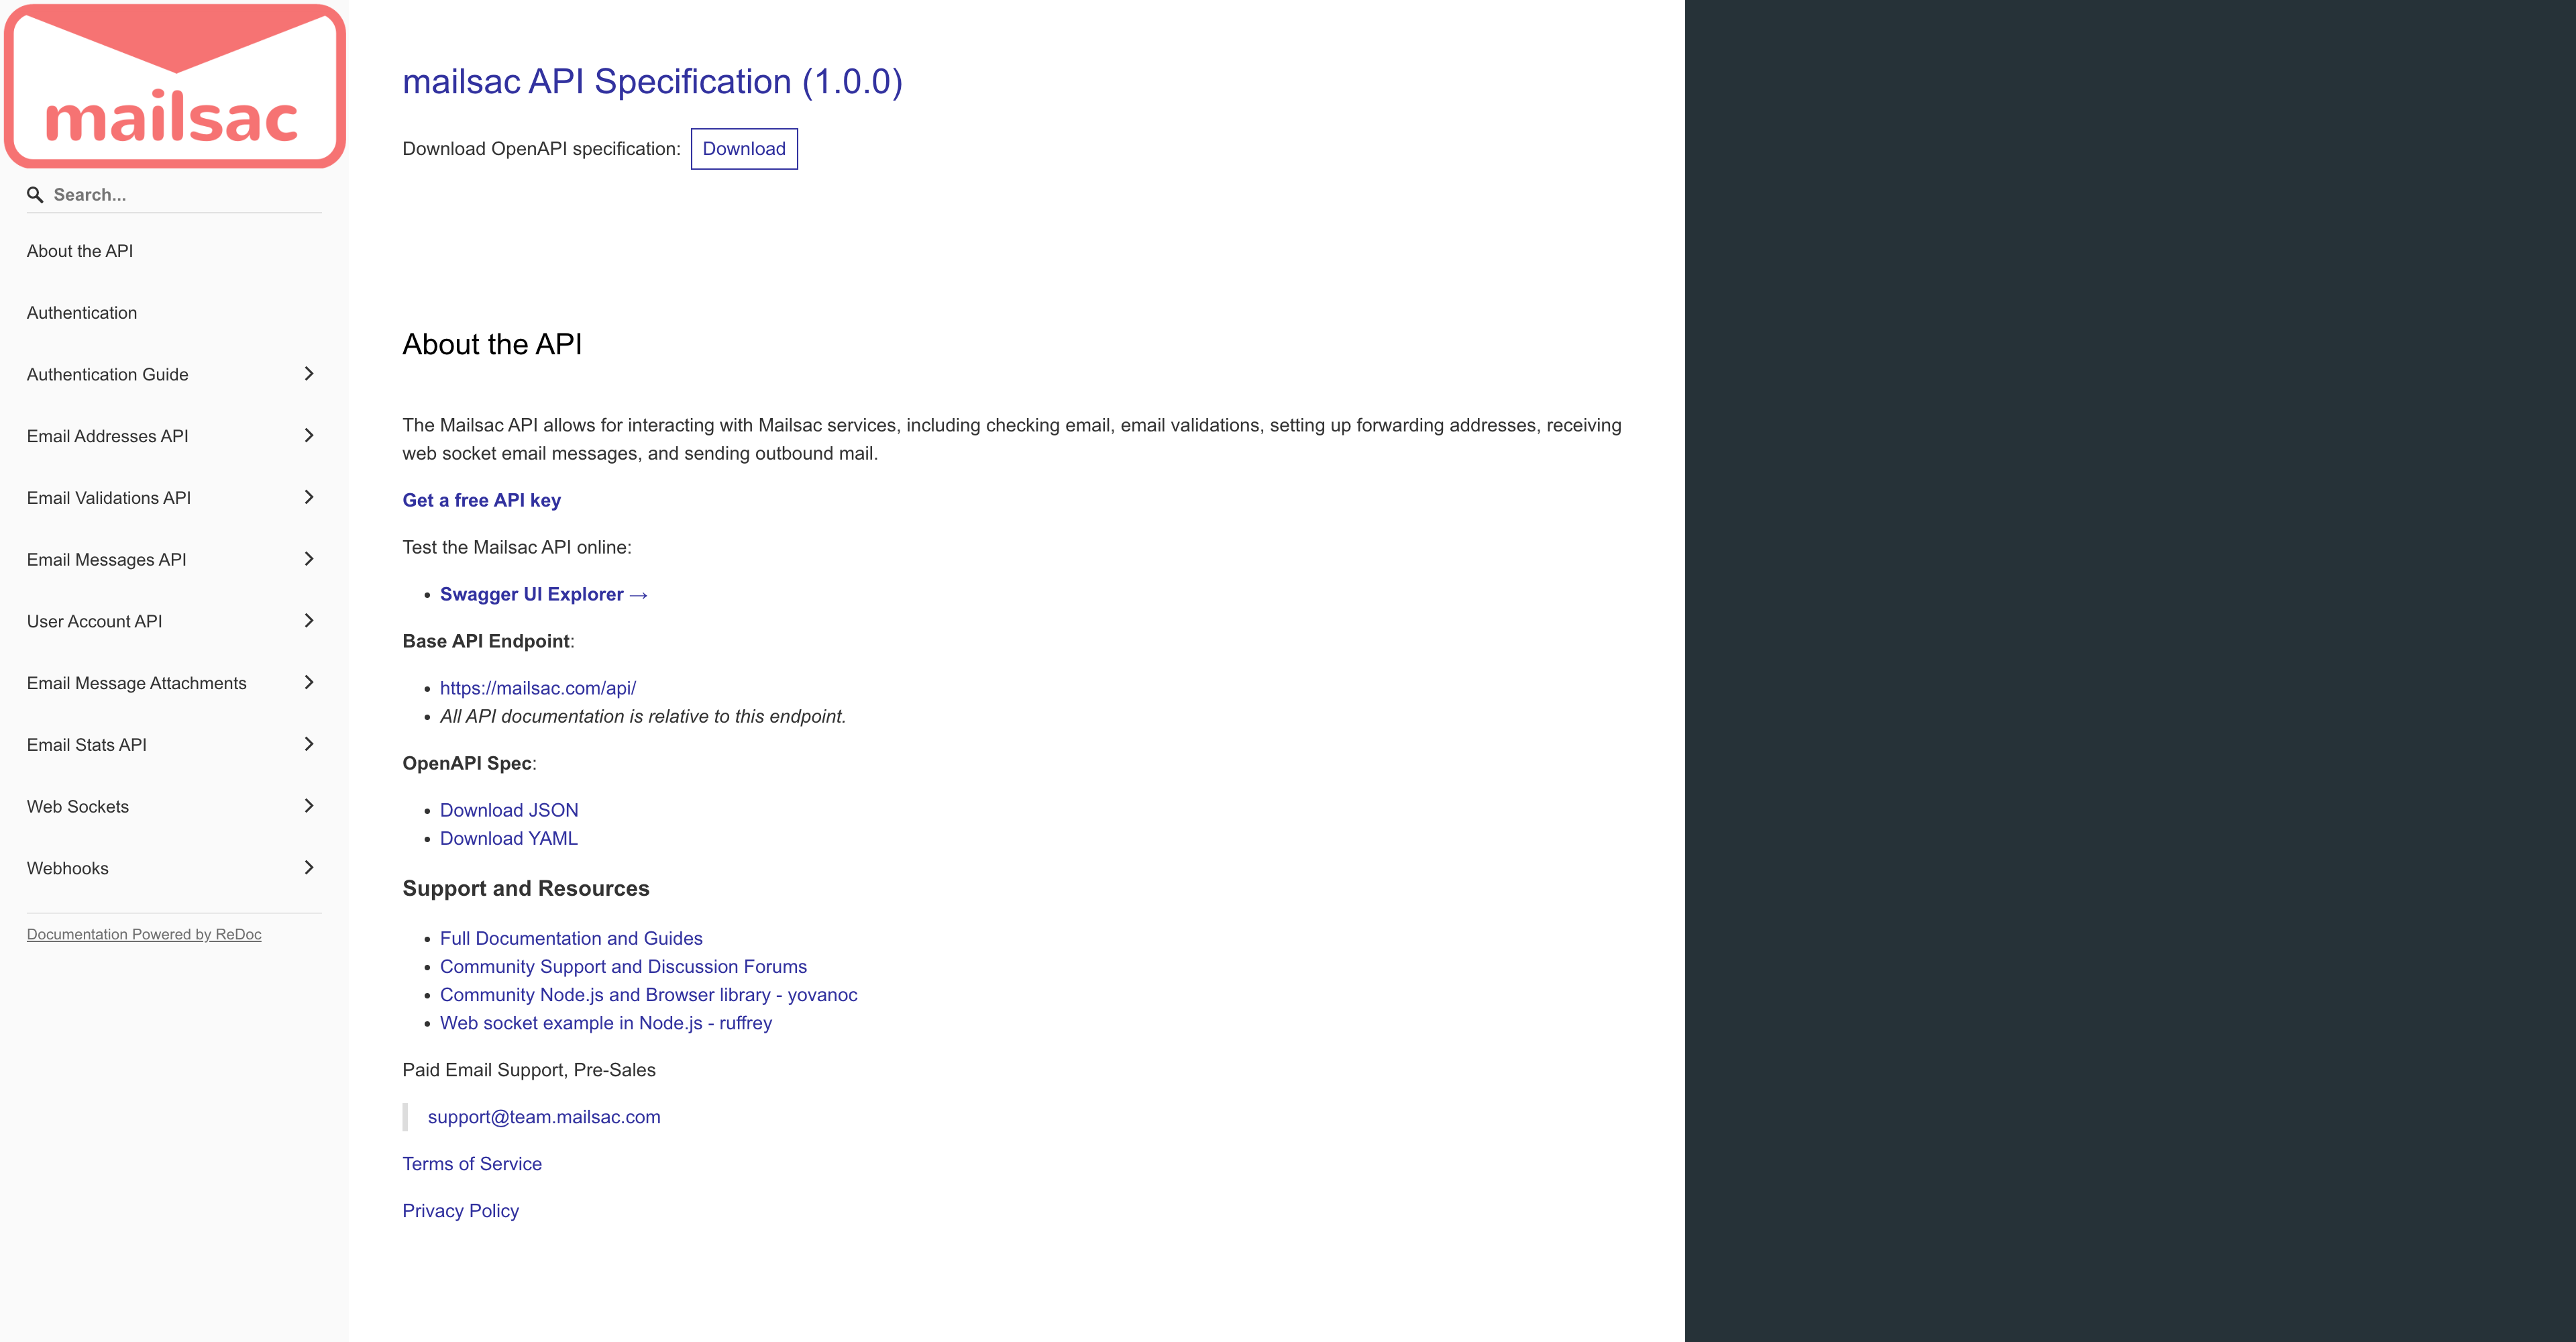 mailsac
Search...
About the API
Authentication
Authentication Guide
Email Addresses API
Email Validations API
Email Messages API
User Account API
Email Message Attachments
Email Stats API
Web Sockets
Webhooks
Documentation Powered by ReDoc
mailsac API Specification (1.0.0)
Download OpenAPI specification: Download
About the API
The Mailsac API allows for interacting with Mailsac services, including checking email, email validations, setting up forwarding addresses, receiving
web socket email messages, and sending outbound mail.
Get a free API key
Test the Mailsac API online:
• Swagger UI Explorer →
Base API Endpoint:
• https://mailsac.com/api/
• All API documentation is relative to this endpoint.
OpenAPI Spec:
• Download JSON
• Download YAML
Support and Resources
• Full Documentation and Guides
• Community Support and Discussion Forums
• Community Node.js and Browser library - yovanoc
• Web socket example in Node.js - ruffrey
Paid Email Support, Pre-Sales
support@team.mailsac.com
Terms of Service
Privacy Policy